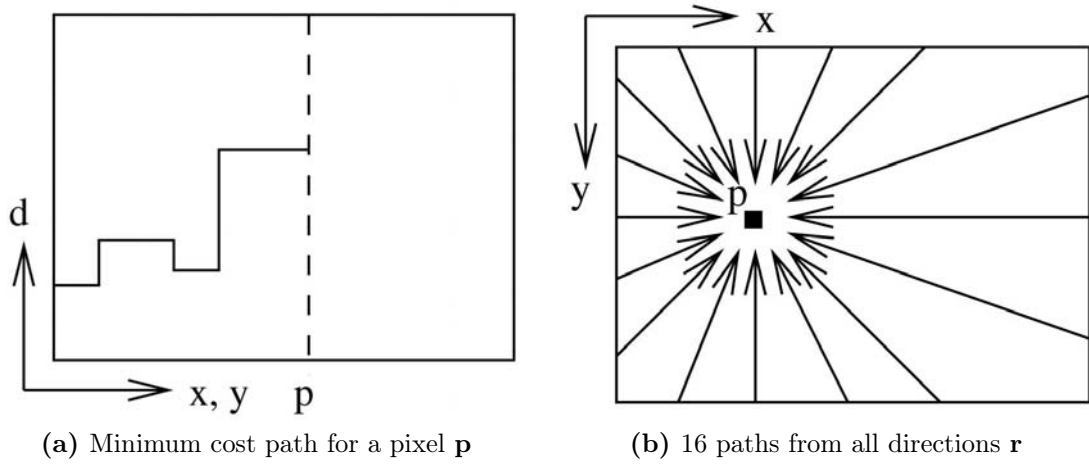 d
x, y
p
x
y
p
(a) Minimum cost path for a pixel p
(b) 16 paths from all directions r